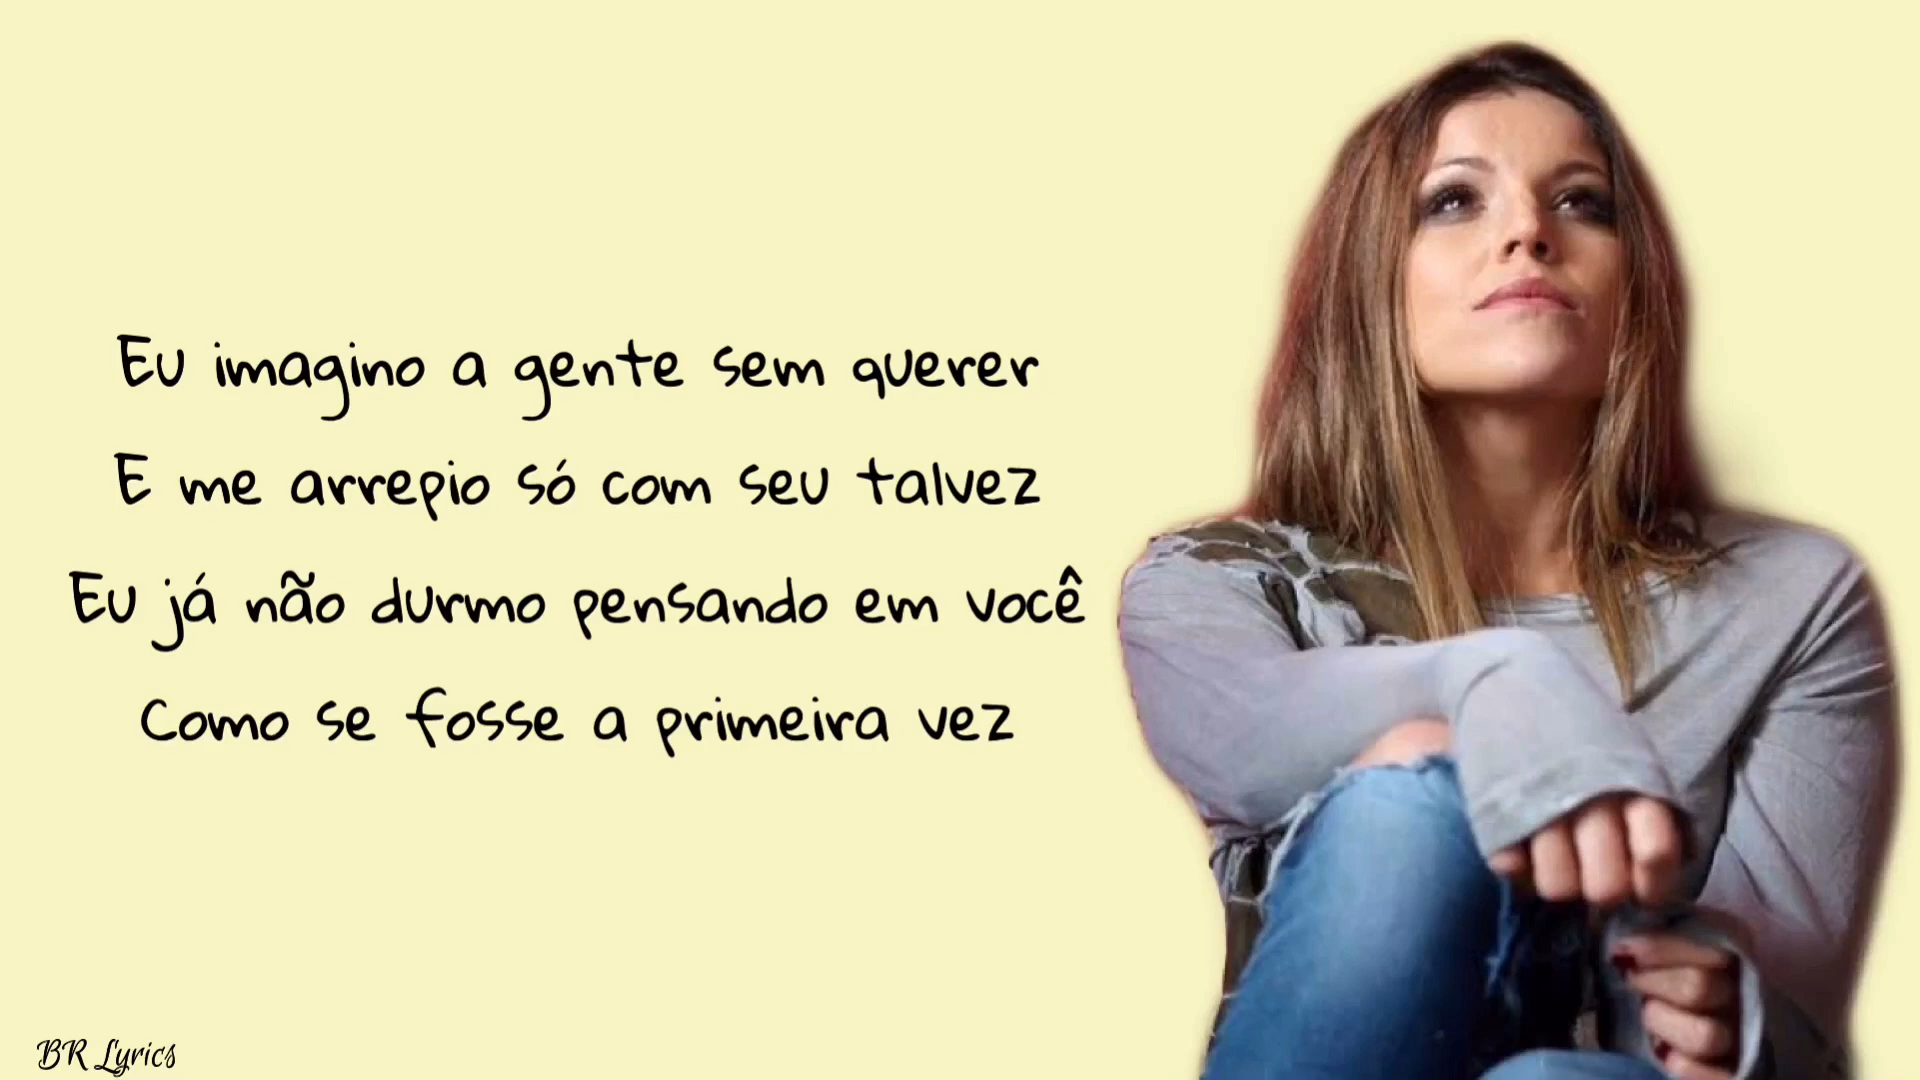 Eu imagino a gente sem querer
E me arrepio só com seu talvez
Eu já não durmo pensando em você
Como se fosse a primeira vez
BR Lyrics